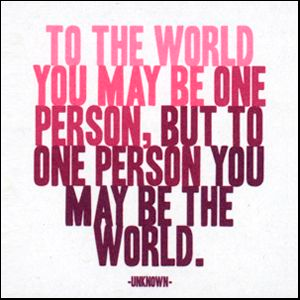 TO THE WORLD
YOU MAY BE ONE
PERSON, BUT TO
ONE PERSON YOU
MAY BE THE
WORLD.
-UNKNOWN-